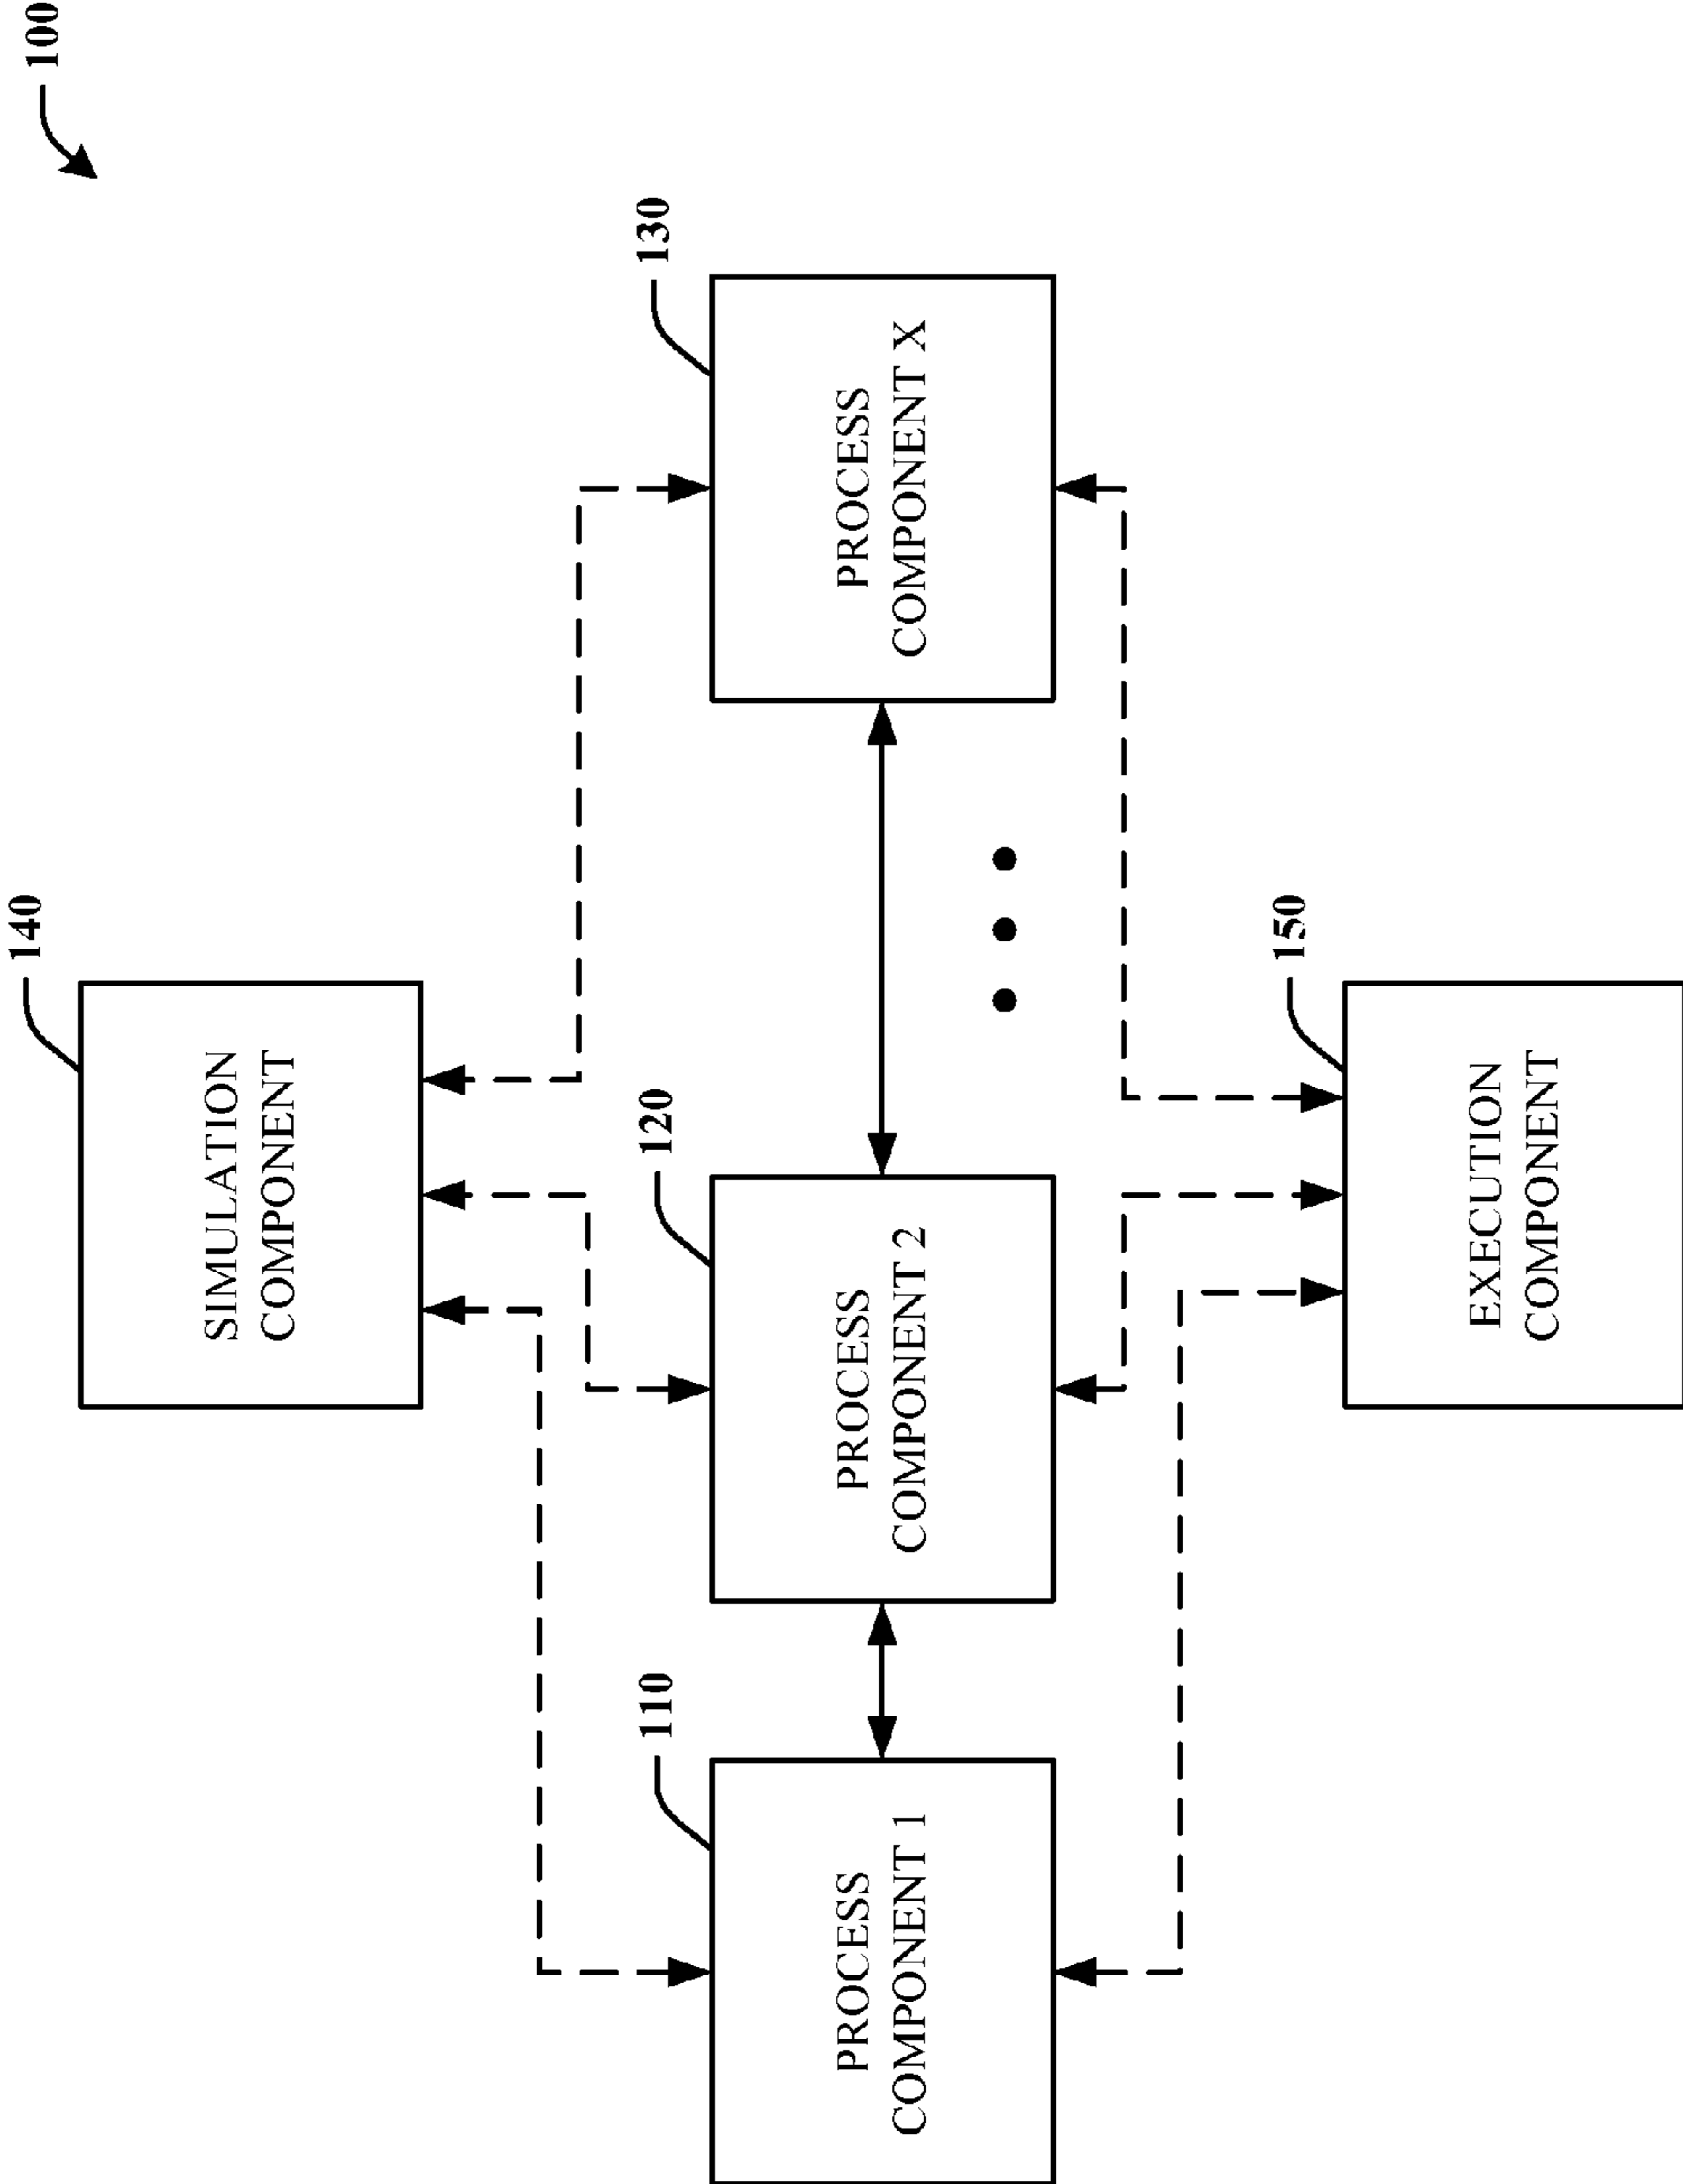 100
140
SIMULATION
COMPONENT
110
PROCESS
COMPONENT 1
120
PROCESS
COMPONENT 2
130
PROCESS
COMPONENT X
150
EXECUTION
COMPONENT